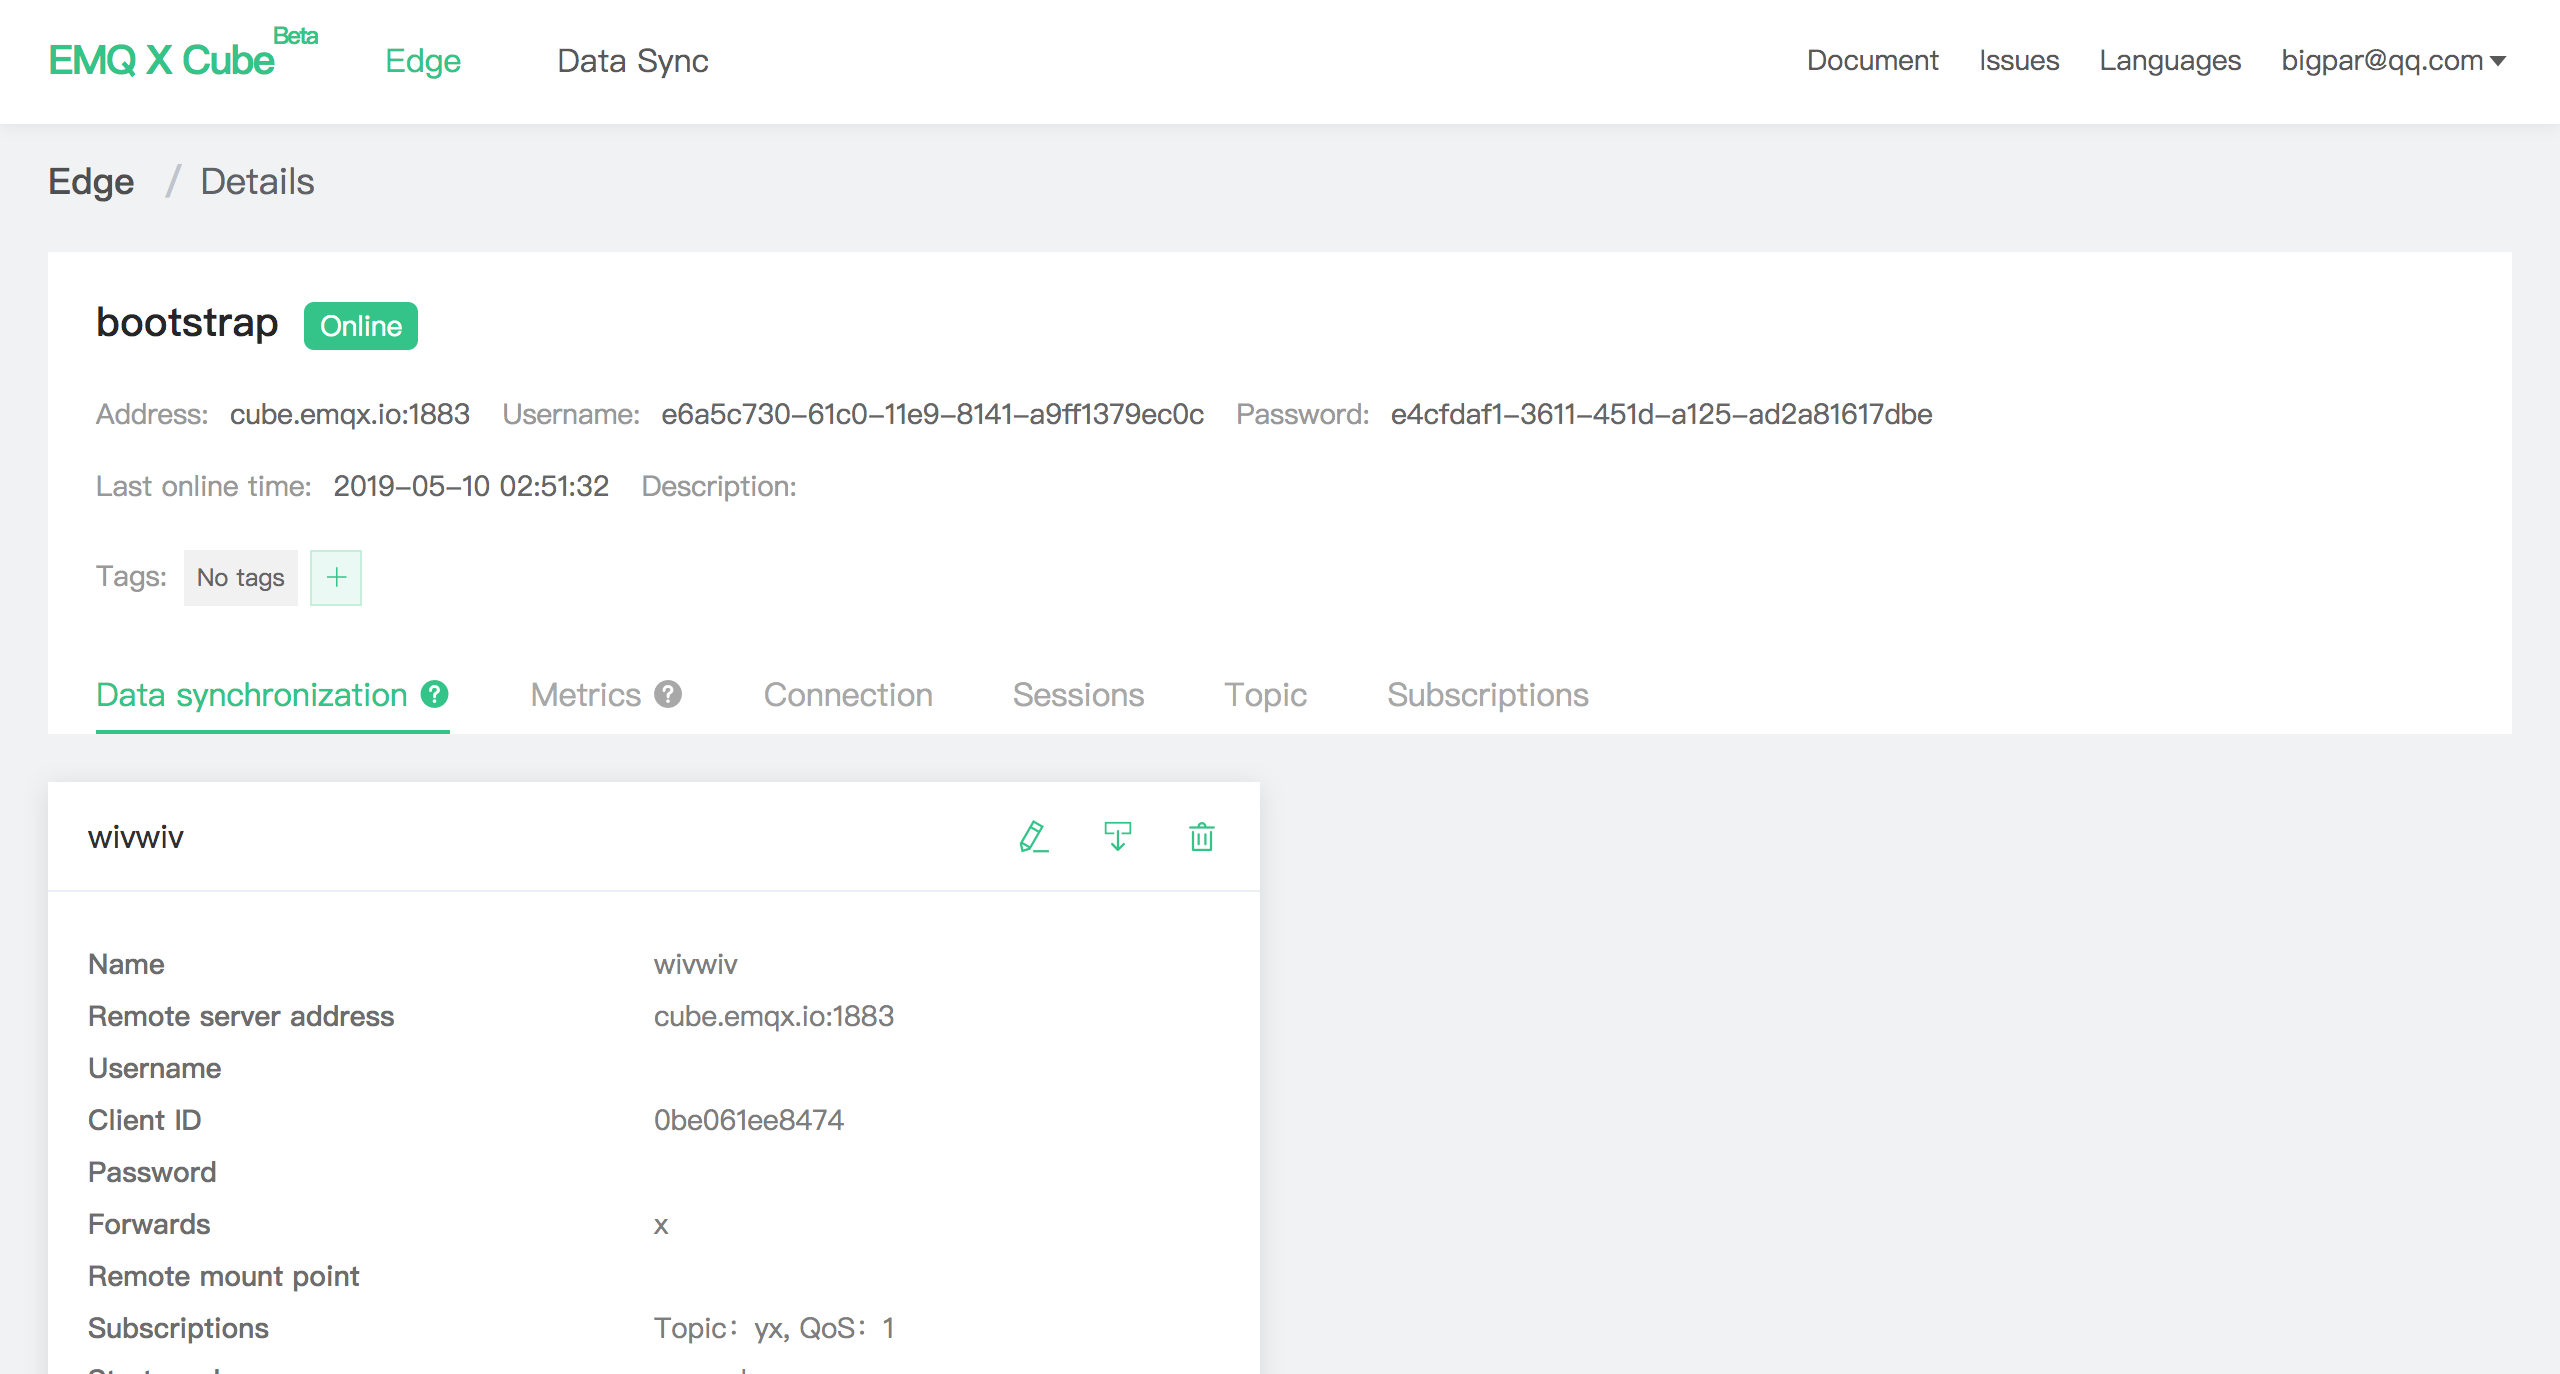 EMQ X Cube Beta Edge Data Sync Document Issues Languages bigpar@qq.com
Edge / Details
bootstrap Online
Address: cube.emqx.io:1883 Username: e6a5c730-61c0-11e9-8141-a9ff1379ec0c Password: e4cfdaf1-3611-451d-a125-ad2a81617dbe
Last online time: 2019-05-10 02:51:32 Description:
Tags: No tags +
Data synchronization ? Metrics ? Connection Sessions Topic Subscriptions
wivwiv
Name wivwiv
Remote server address cube.emqx.io:1883
Username
Client ID 0be061ee8474
Password
Forwards x
Remote mount point
Subscriptions Topic：yx, QoS：1